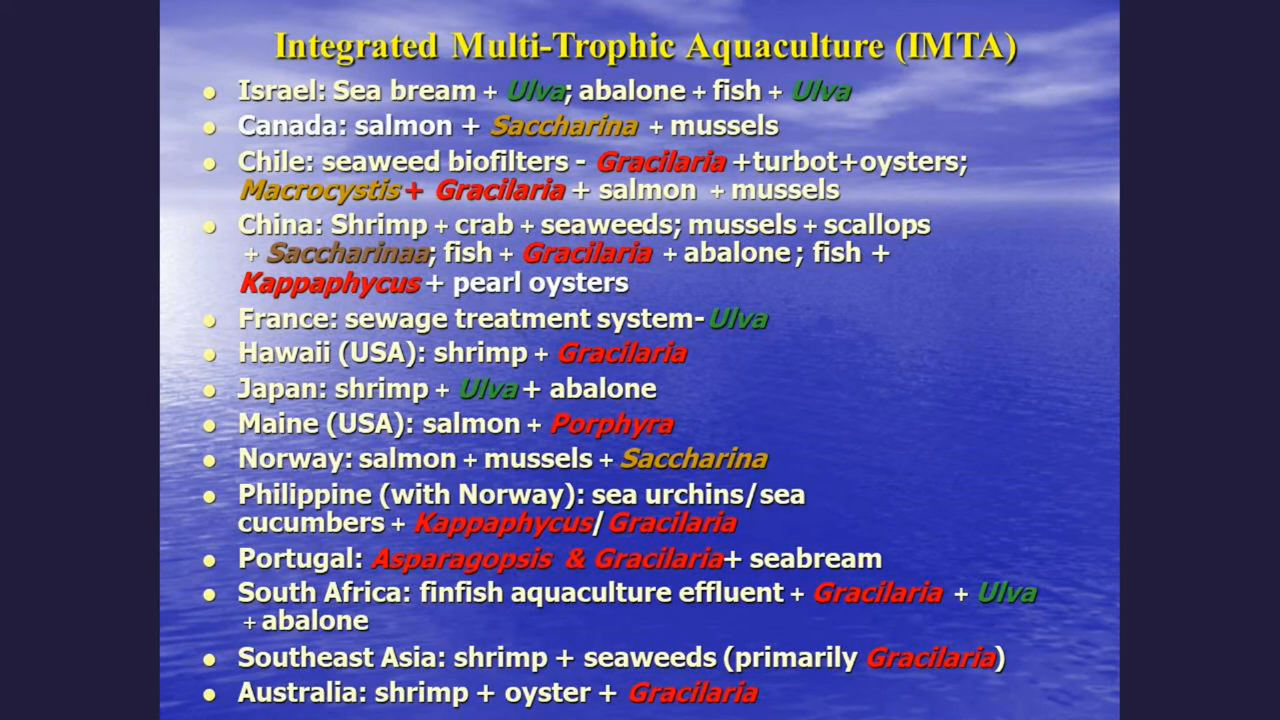 Integrated Multi-Trophic Aquaculture (IMTA)
• Israel: Sea bream + Ulva; abalone + fish + Ulva
• Canada: salmon + Saccharina + mussels
• Chile: seaweed biofilters - Gracilaria +turbot+oysters;
Macrocystis + Gracilaria + salmon + mussels
• China: Shrimp + crab + seaweeds; mussels + scallops
+ Saccharinaa; fish + Gracilaria + abalone ; fish +
Kappaphycus + pearl oysters
• France: sewage treatment system- Ulva
• Hawaii (USA): shrimp + Gracilaria
• Japan: shrimp + Ulva + abalone
• Maine (USA): salmon + Porphyra
• Norway: salmon + mussels + Saccharina
• Philippine (with Norway): sea urchins/sea
cucumbers + Kappaphycus/Gracilaria
• Portugal: Asparagopsis & Gracilaria+ seabream
• South Africa: finfish aquaculture effluent + Gracilaria + Ulva
+ abalone
• Southeast Asia: shrimp + seaweeds (primarily Gracilaria)
• Australia: shrimp + oyster + Gracilaria